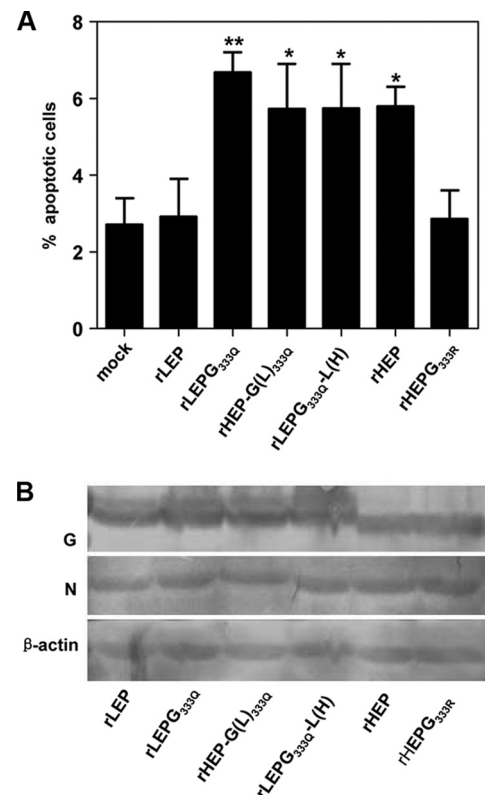 A
8
6
4
2
0
% apoptotic cells
**
*
*
*
mock
rLEP
rLEPG333Q
rHEP-G(L)333Q
rLEPG333Q-L(H)
rHEP
rHEPG333R
B
G
N
β-actin
rLEP
rLEPG333Q
rHEP-G(L)333Q
rLEPG333Q-L(H)
rHEP
rHEPG333R